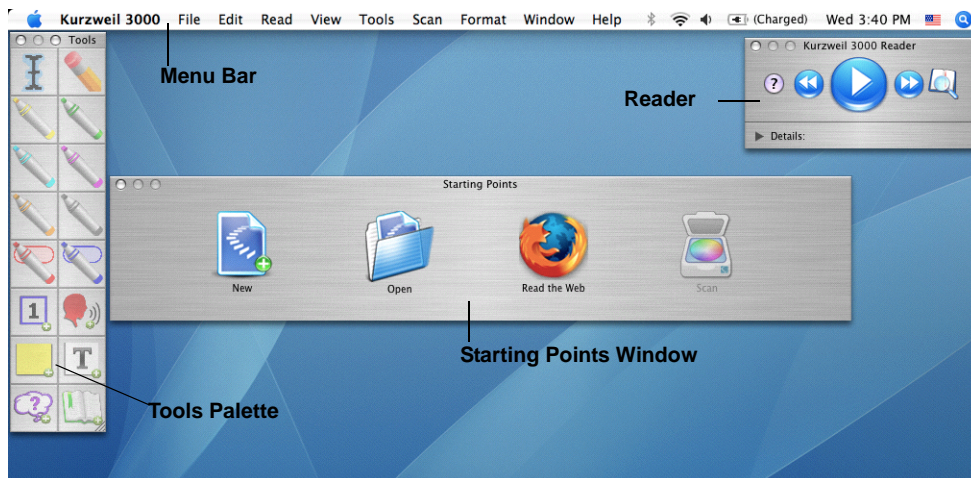 Kurzweil 3000 File Edit Read View Tools Scan Format Window Help (Charged) Wed 3:40 PM
Tools
Kurzweil 3000 Reader
Menu Bar
?
Reader
Details:
Starting Points
New
Open
Read the Web
Scan
1
T
Starting Points Window
?
Tools Palette